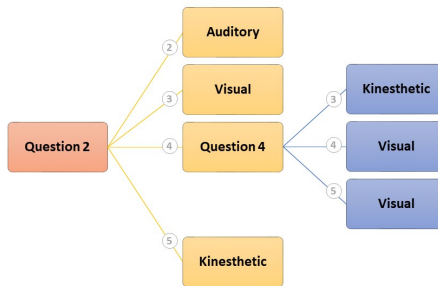 Auditory
2
Visual
3
Kinesthetic
3
Question 2
4
Question 4
4
Visual
5
Visual
5
Kinesthetic